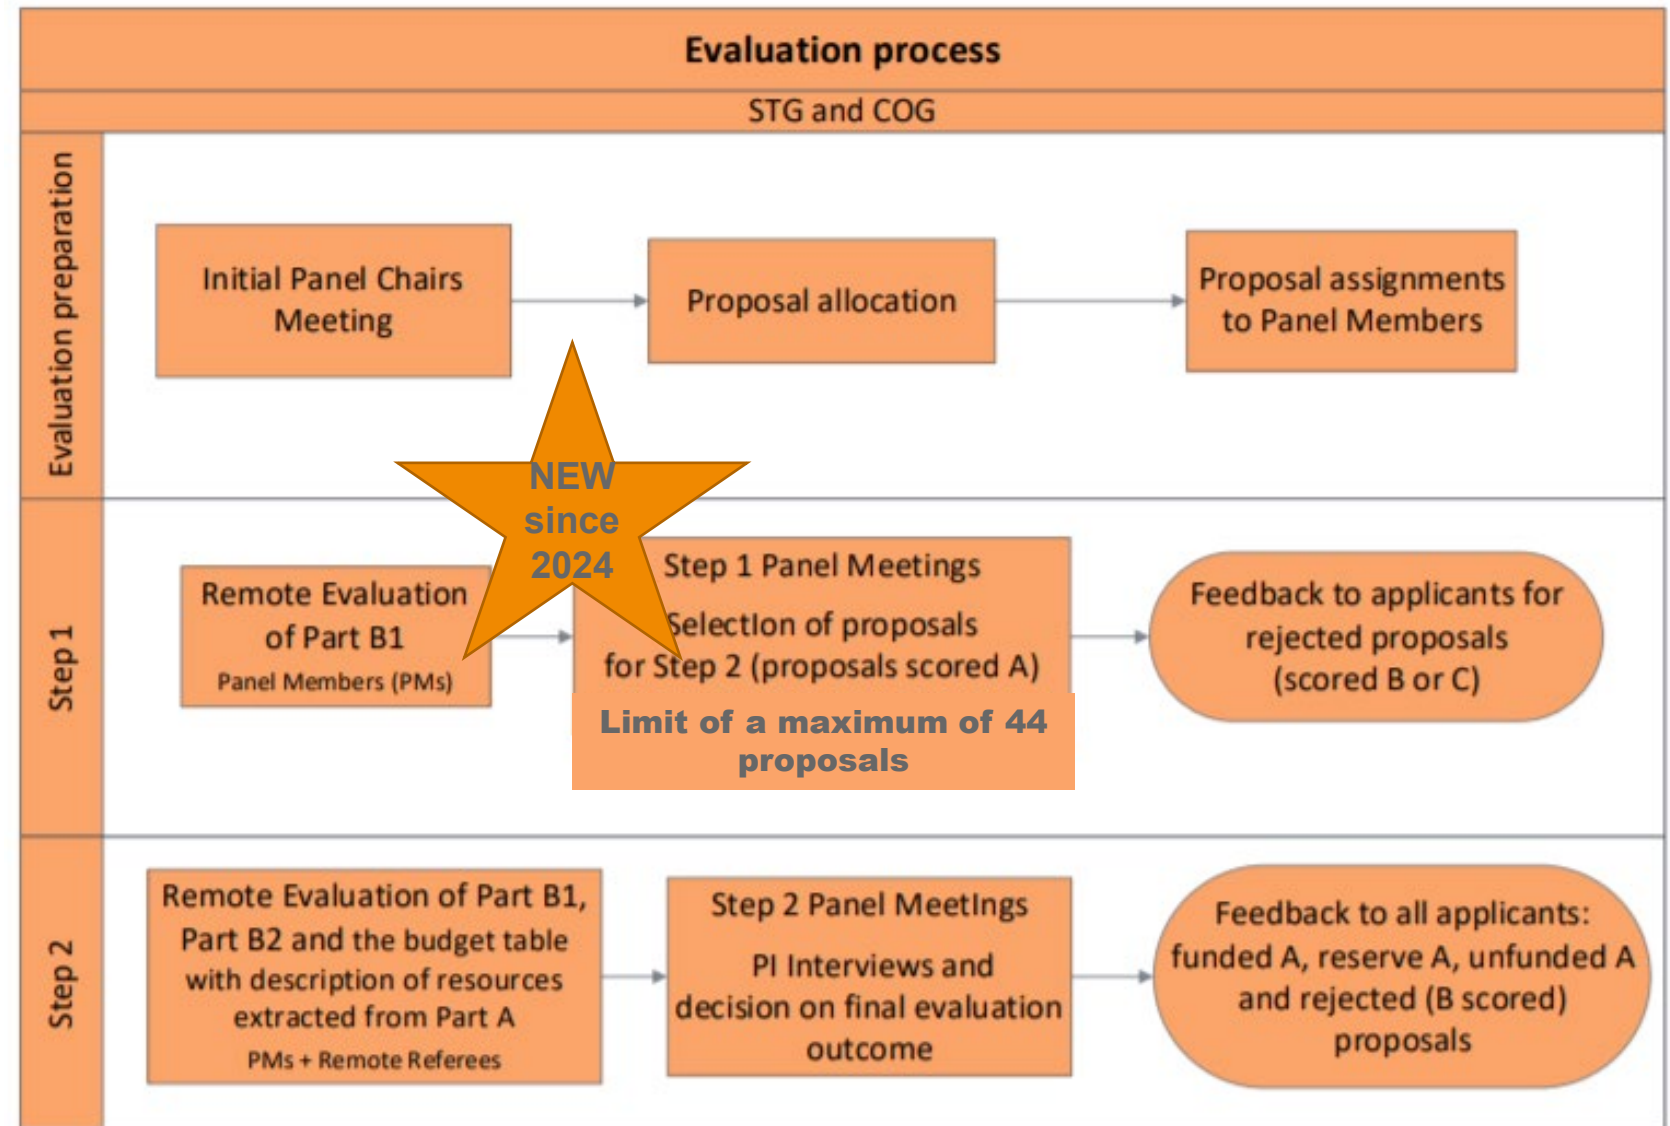 Evaluation process
STG and COG
Evaluation preparation
Initial Panel Chairs
Meeting
Proposal allocation
Proposal assignments
to Panel Members
NEW
since
2024
Step 1
Remote Evaluation
of Part B1
Panel Members (PMs)
Step 1 Panel Meetings
Selection of proposals
for Step 2 (proposals scored A)
Limit of a maximum of 44
proposals
Feedback to applicants for
rejected proposals
(scored B or C)
Step 2
Remote Evaluation of Part B1,
Part B2 and the budget table
with description of resources
extracted from Part A
PMs + Remote Referees
Step 2 Panel Meetings
PI Interviews and
decision on final evaluation
outcome
Feedback to all applicants:
funded A, reserve A, unfunded A
and rejected (B scored)
proposals